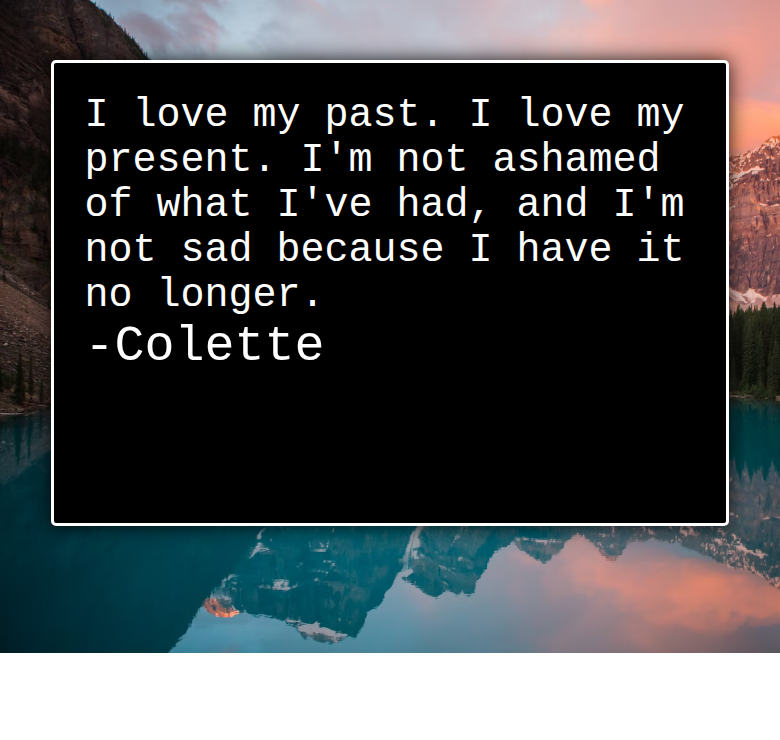 I love my past. I love my
present. I'm not ashamed
of what I've had, and I'm
not sad because I have it
no longer.
-Colette